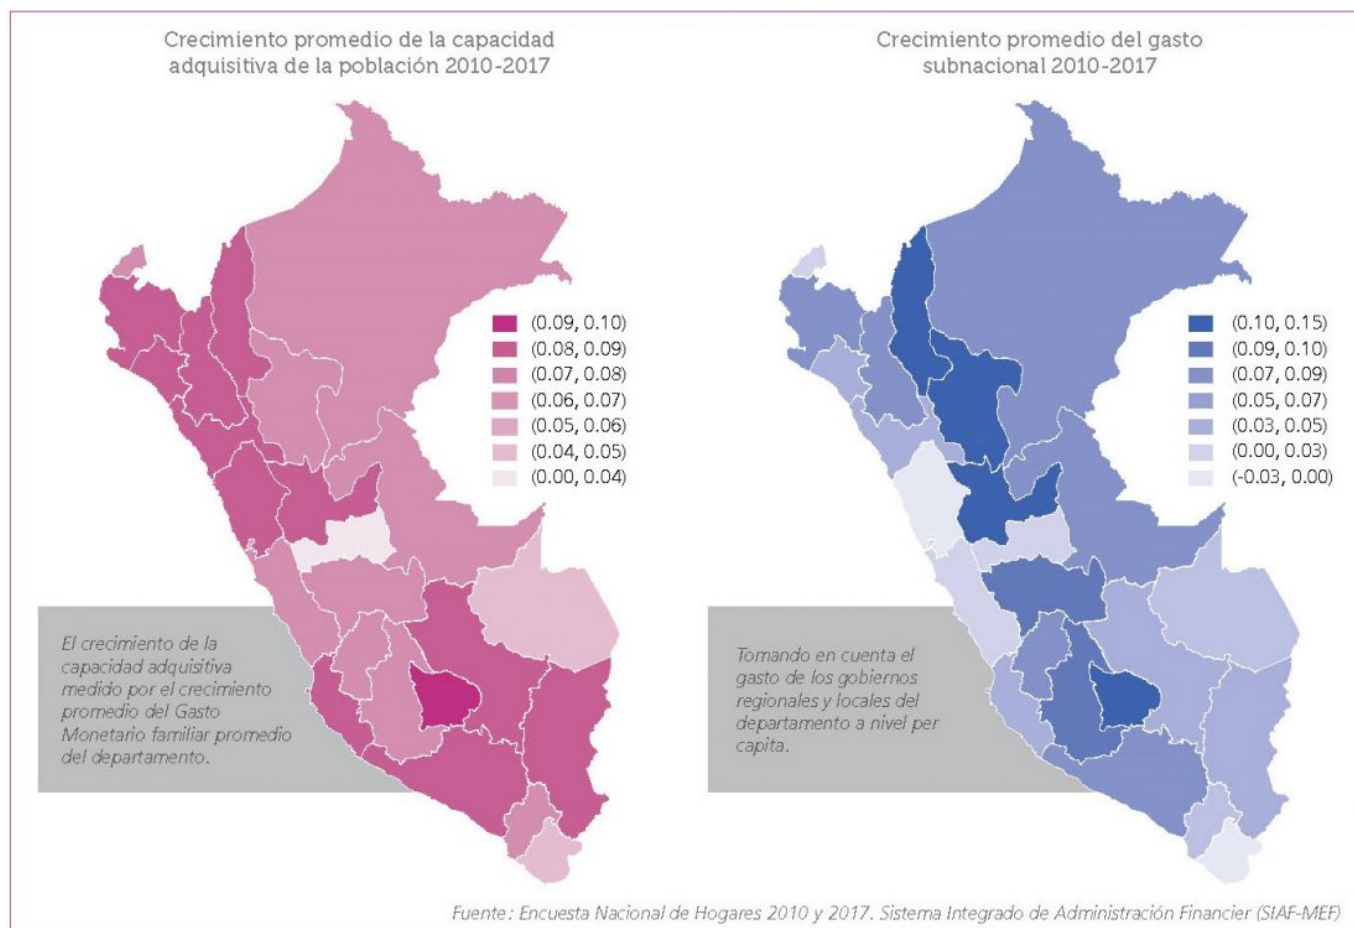 Crecimiento promedio de la capacidad
adquisitiva de la población 2010-2017
Crecimiento promedio del gasto
subnacional 2010-2017
(0.09, 0.10)
(0.08, 0.09)
(0.07, 0.08)
(0.06, 0.07)
(0.05, 0.06)
(0.04, 0.05)
(0.00, 0.04)
(0.10, 0.15)
(0.09, 0.10)
(0.07, 0.09)
(0.05, 0.07)
(0.03, 0.05)
(0.00, 0.03)
(-0.03, 0.00)
El crecimiento de la
capacidad adquisitiva
medido por el crecimiento
promedio del Gasto
Monetario familiar promedio
del departamento.
Tomando en cuenta el
gasto de los gobiernos
regionales y locales del
departamento a nivel per
capita.
Fuente: Encuesta Nacional de Hogares 2010 y 2017. Sistema Integrado de Administración Financier (SIAF-MEF)